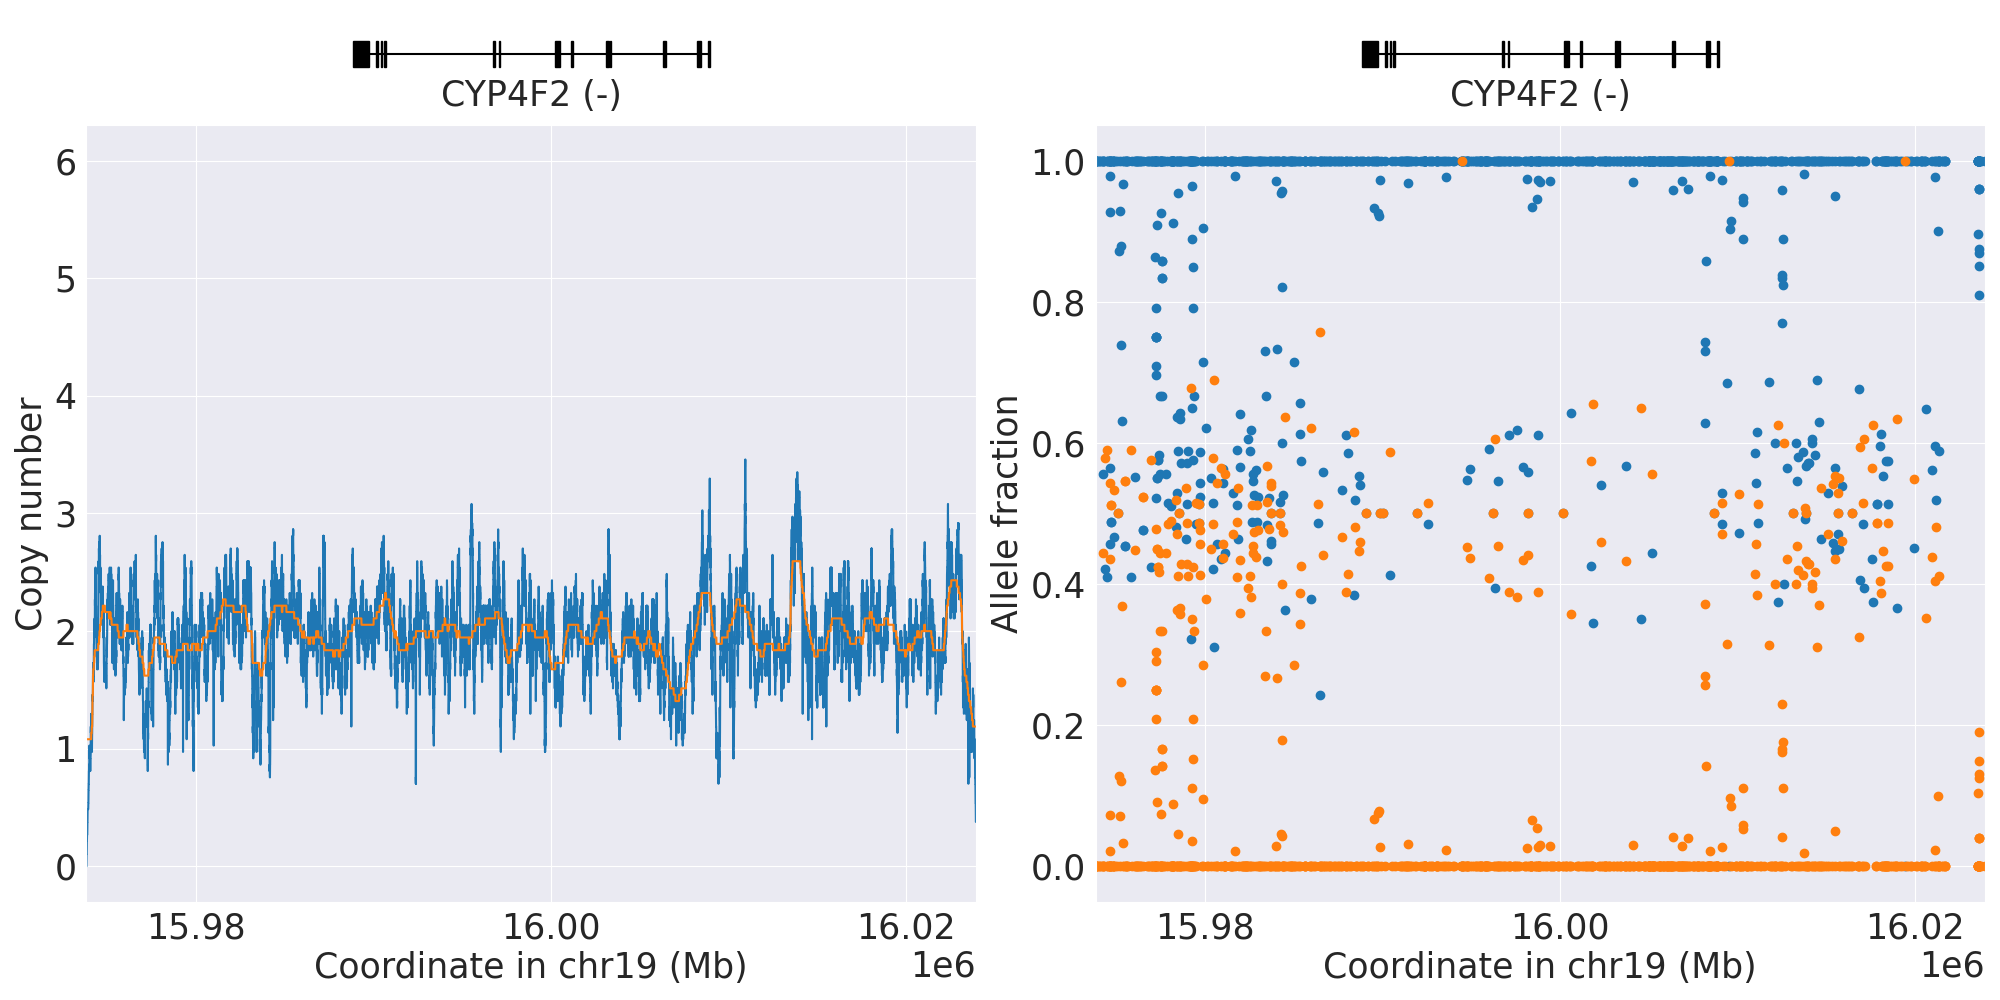 CYP4F2 (-)
6
5
4
3
2
1
0
Copy number
15.98
16.00
16.02
Coordinate in chr19 (Mb)
1e6
CYP4F2 (-)
1.0
0.8
0.6
0.4
0.2
0.0
Allele fraction
15.98
16.00
16.02
Coordinate in chr19 (Mb)
1e6